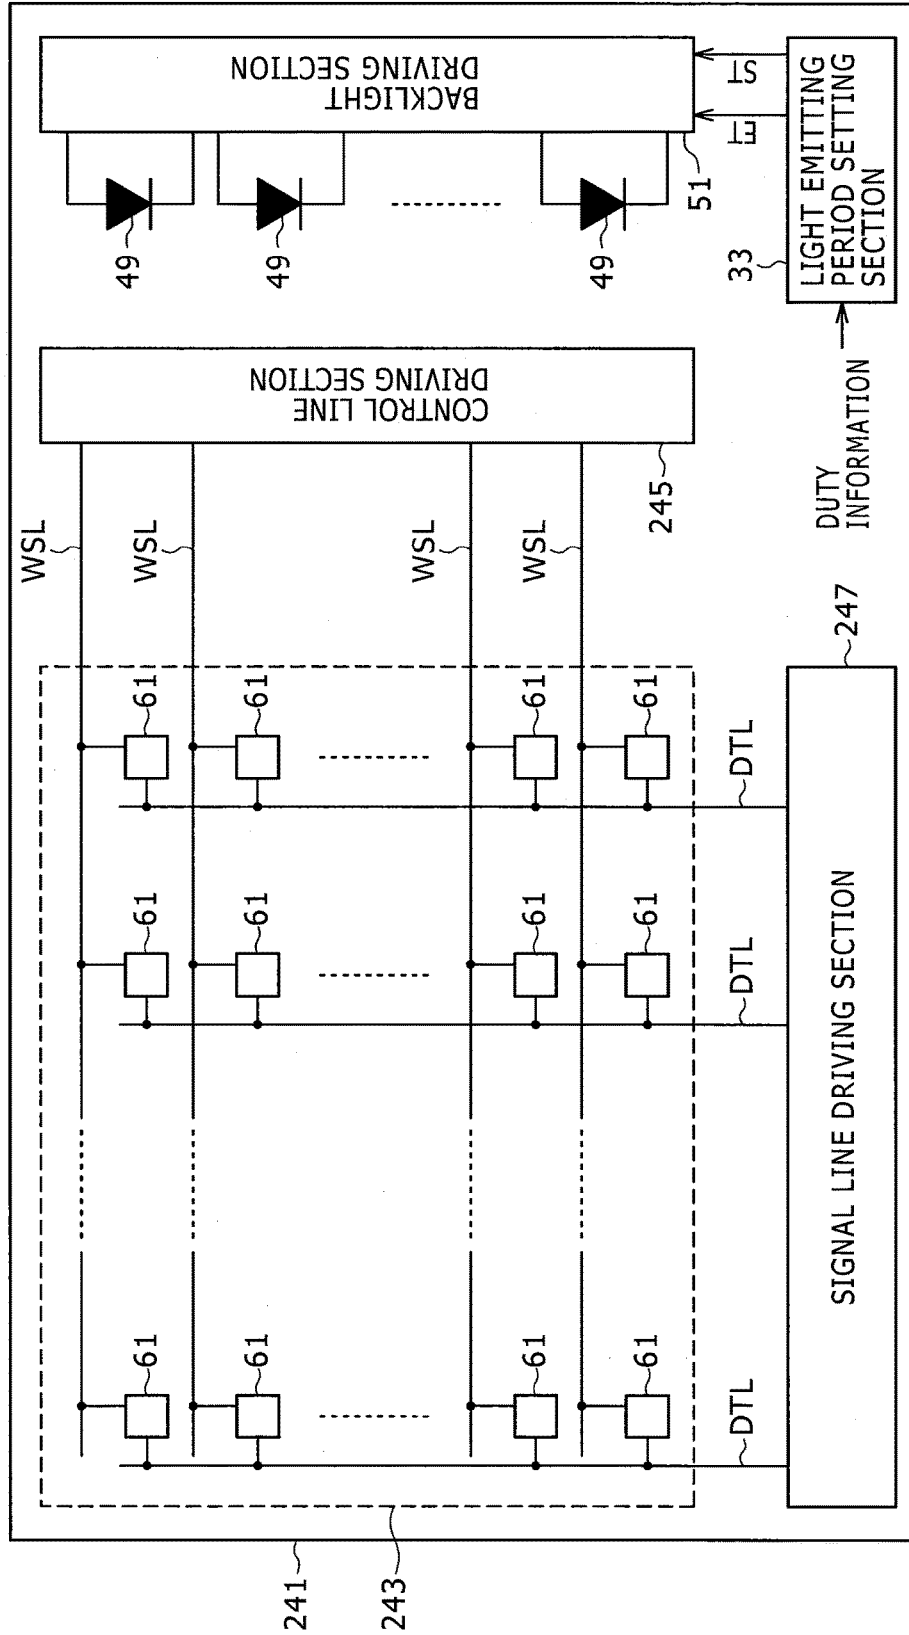 BACKLIGHT
DRIVING SECTION
ST
ET
LIGHT EMITTING
PERIOD SETTING
SECTION
51
33
49
49
49
CONTROL LINE
DRIVING SECTION
245
DUTY
INFORMATION
WSL
WSL
WSL
WSL
247
61
61
61
61
DTL
61
61
61
61
DTL
SIGNAL LINE DRIVING SECTION
61
61
61
61
DTL
241
243